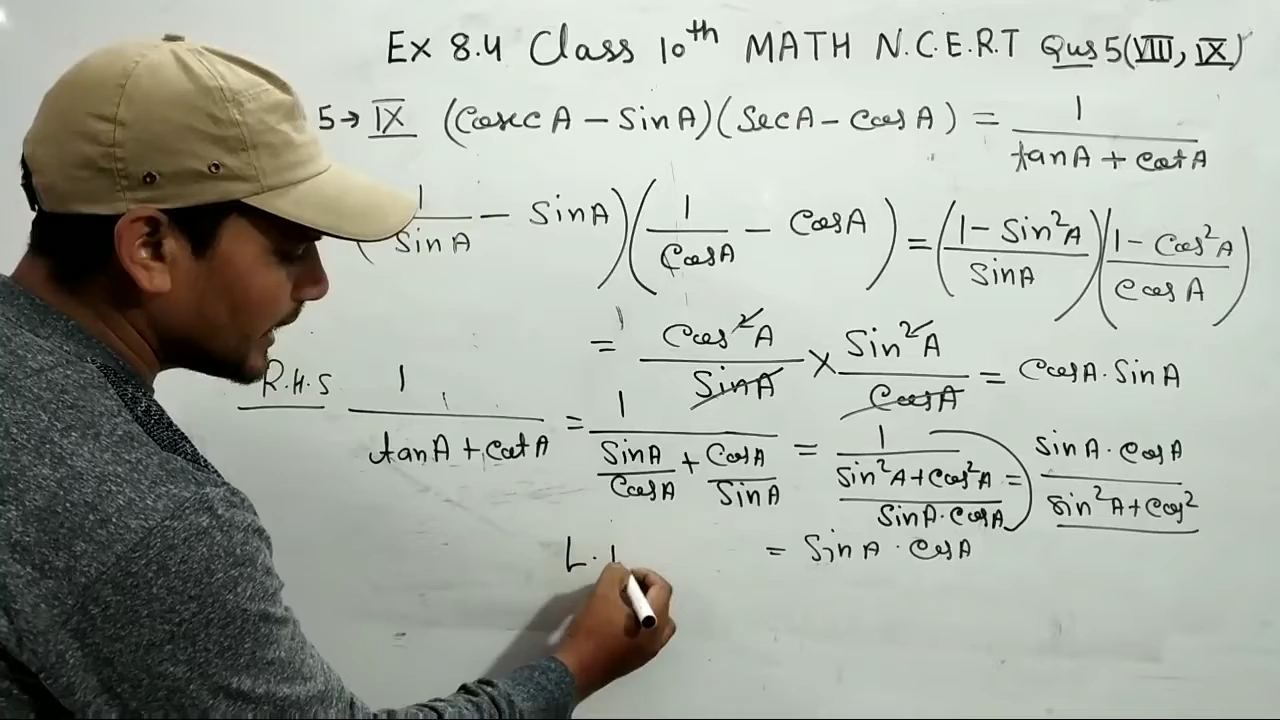 Ex 8.4 Class 10th MATH N.C.E.R.T Qus 5(VIII, IX)
5→ IX (CosecA - SinA)(SecA - CosA) = 1/(tanA + CotA)
(1/SinA - SinA)(1/CosA - CosA) = ((1 - Sin²A)/SinA)((1 - Cos²A)/CosA)
= Cos²A/SinA × Sin²A/CosA = CosA·SinA
R.H.S 1/(tanA + CotA) = 1/(SinA/CosA + CosA/SinA) = 1/((Sin²A + Cos²A)/(SinA·CosA)) = SinA·CosA/(Sin²A + Cos²)
= SinA·CosA
L.